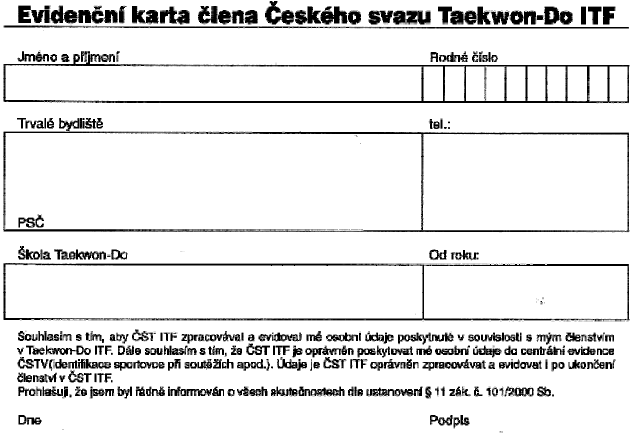 Evidenční karta člena Českého svazu Taekwon-Do ITF
Jméno a příjmení Rodné číslo
Trvalé bydliště tel.:
PSČ
Škola Taekwon-Do Od roku:
Souhlasím s tím, aby ČST ITF zpracovával a evidoval mé osobní údaje poskytnuté v souvislosti s mým členstvím
v Taekwon-Do ITF. Dále souhlasím s tím, že ČST ITF je oprávněn poskytovat mé osobní údaje do centrální evidence
ČSTV(identifikace sportovce při soutěžích apod.). Údaje je ČST ITF oprávněn zpracovávat a evidovat i po ukončení
členství v ČST ITF.
Prohlašuji, že jsem byl řádně informován o všech skutečnostech dle ustanovení § 11 zák. č. 101/2000 Sb.
Dne Podpis